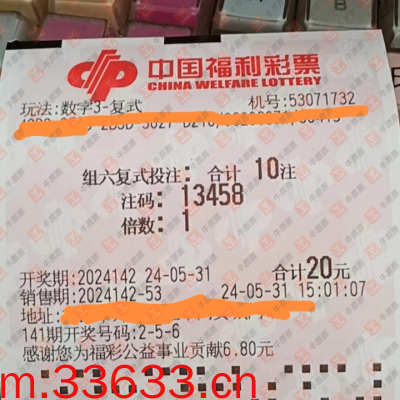 中国福利彩票
CHINA WELFARE LOTTERY
玩法:数字3-复式 机号:53071732
组六复式投注: 合计 10注
注码: 13458
倍数: 1
开奖期:2024142 24-05-31 合计20元
销售期:2024142-53 24-05-31 15:01:07
地址:
141期开奖号码:2-5-6
感谢您为福彩公益事业贡献6.80元
m.33633.cn